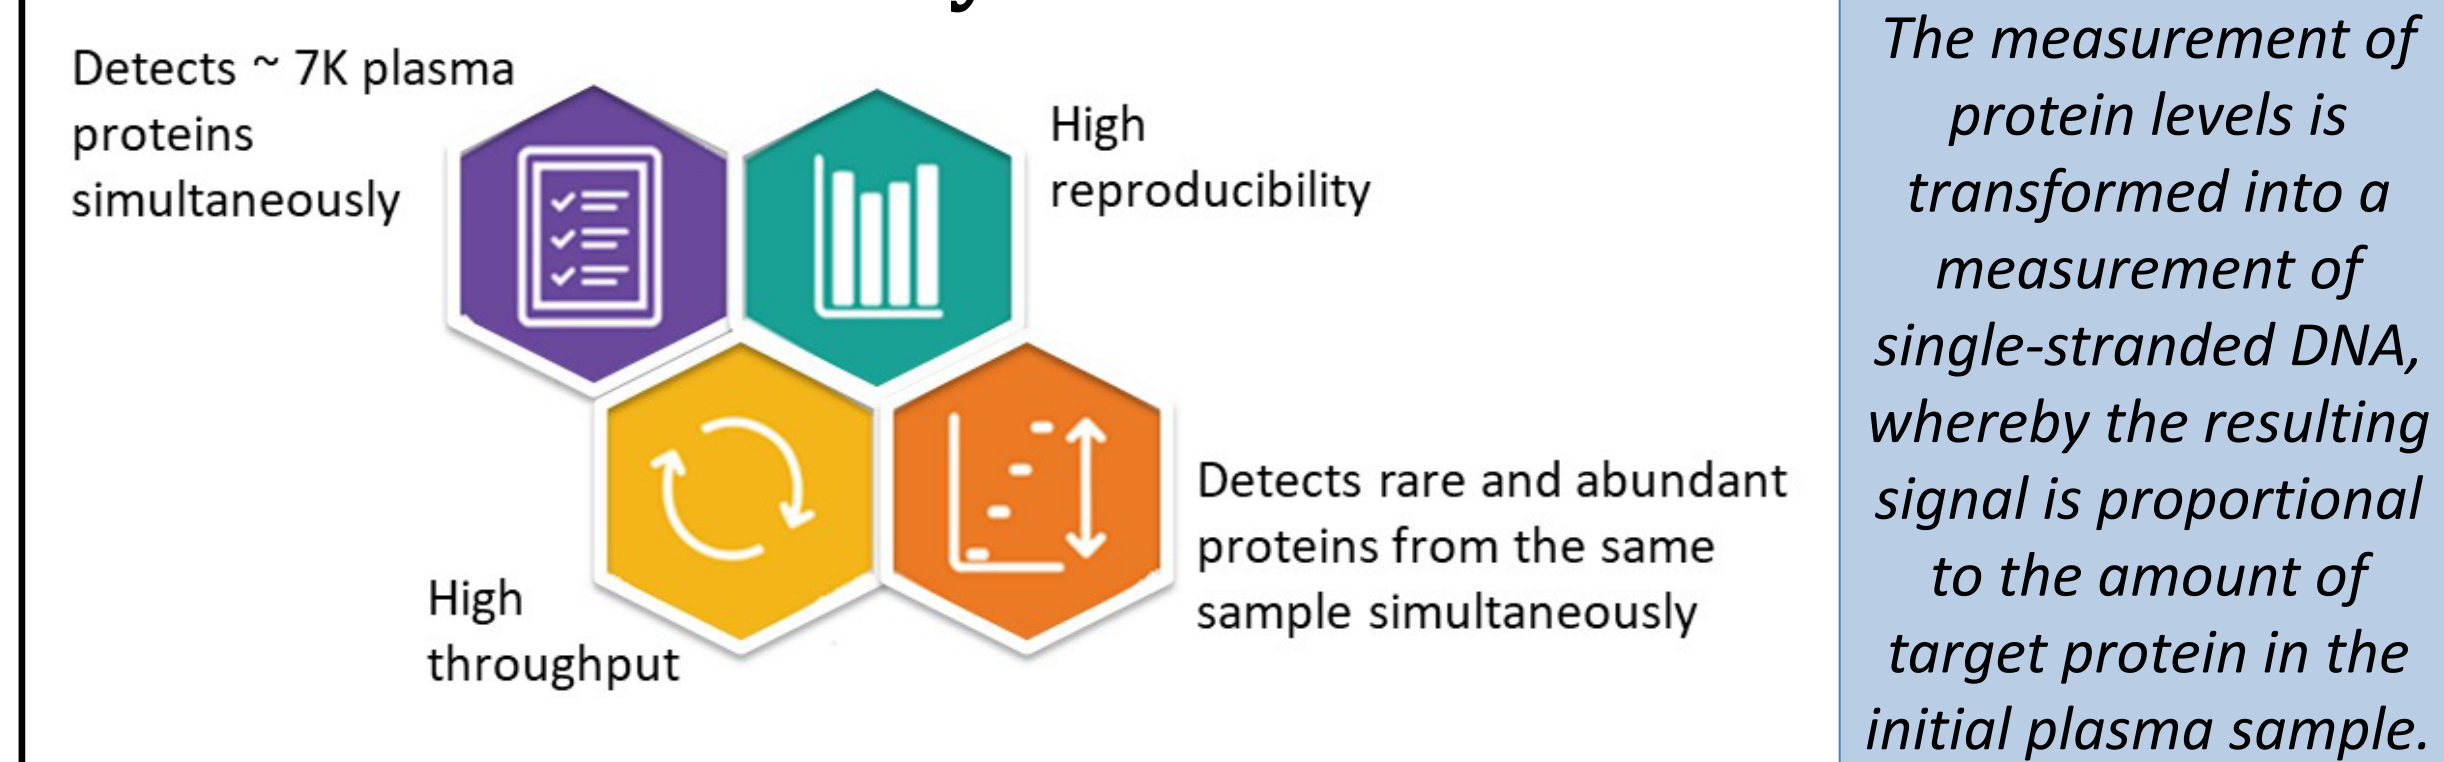 Detects ~ 7K plasma
proteins
simultaneously
High
reproducibility
High
throughput
Detects rare and abundant
proteins from the same
sample simultaneously
The measurement of
protein levels is
transformed into a
measurement of
single-stranded DNA,
whereby the resulting
signal is proportional
to the amount of
target protein in the
initial plasma sample.